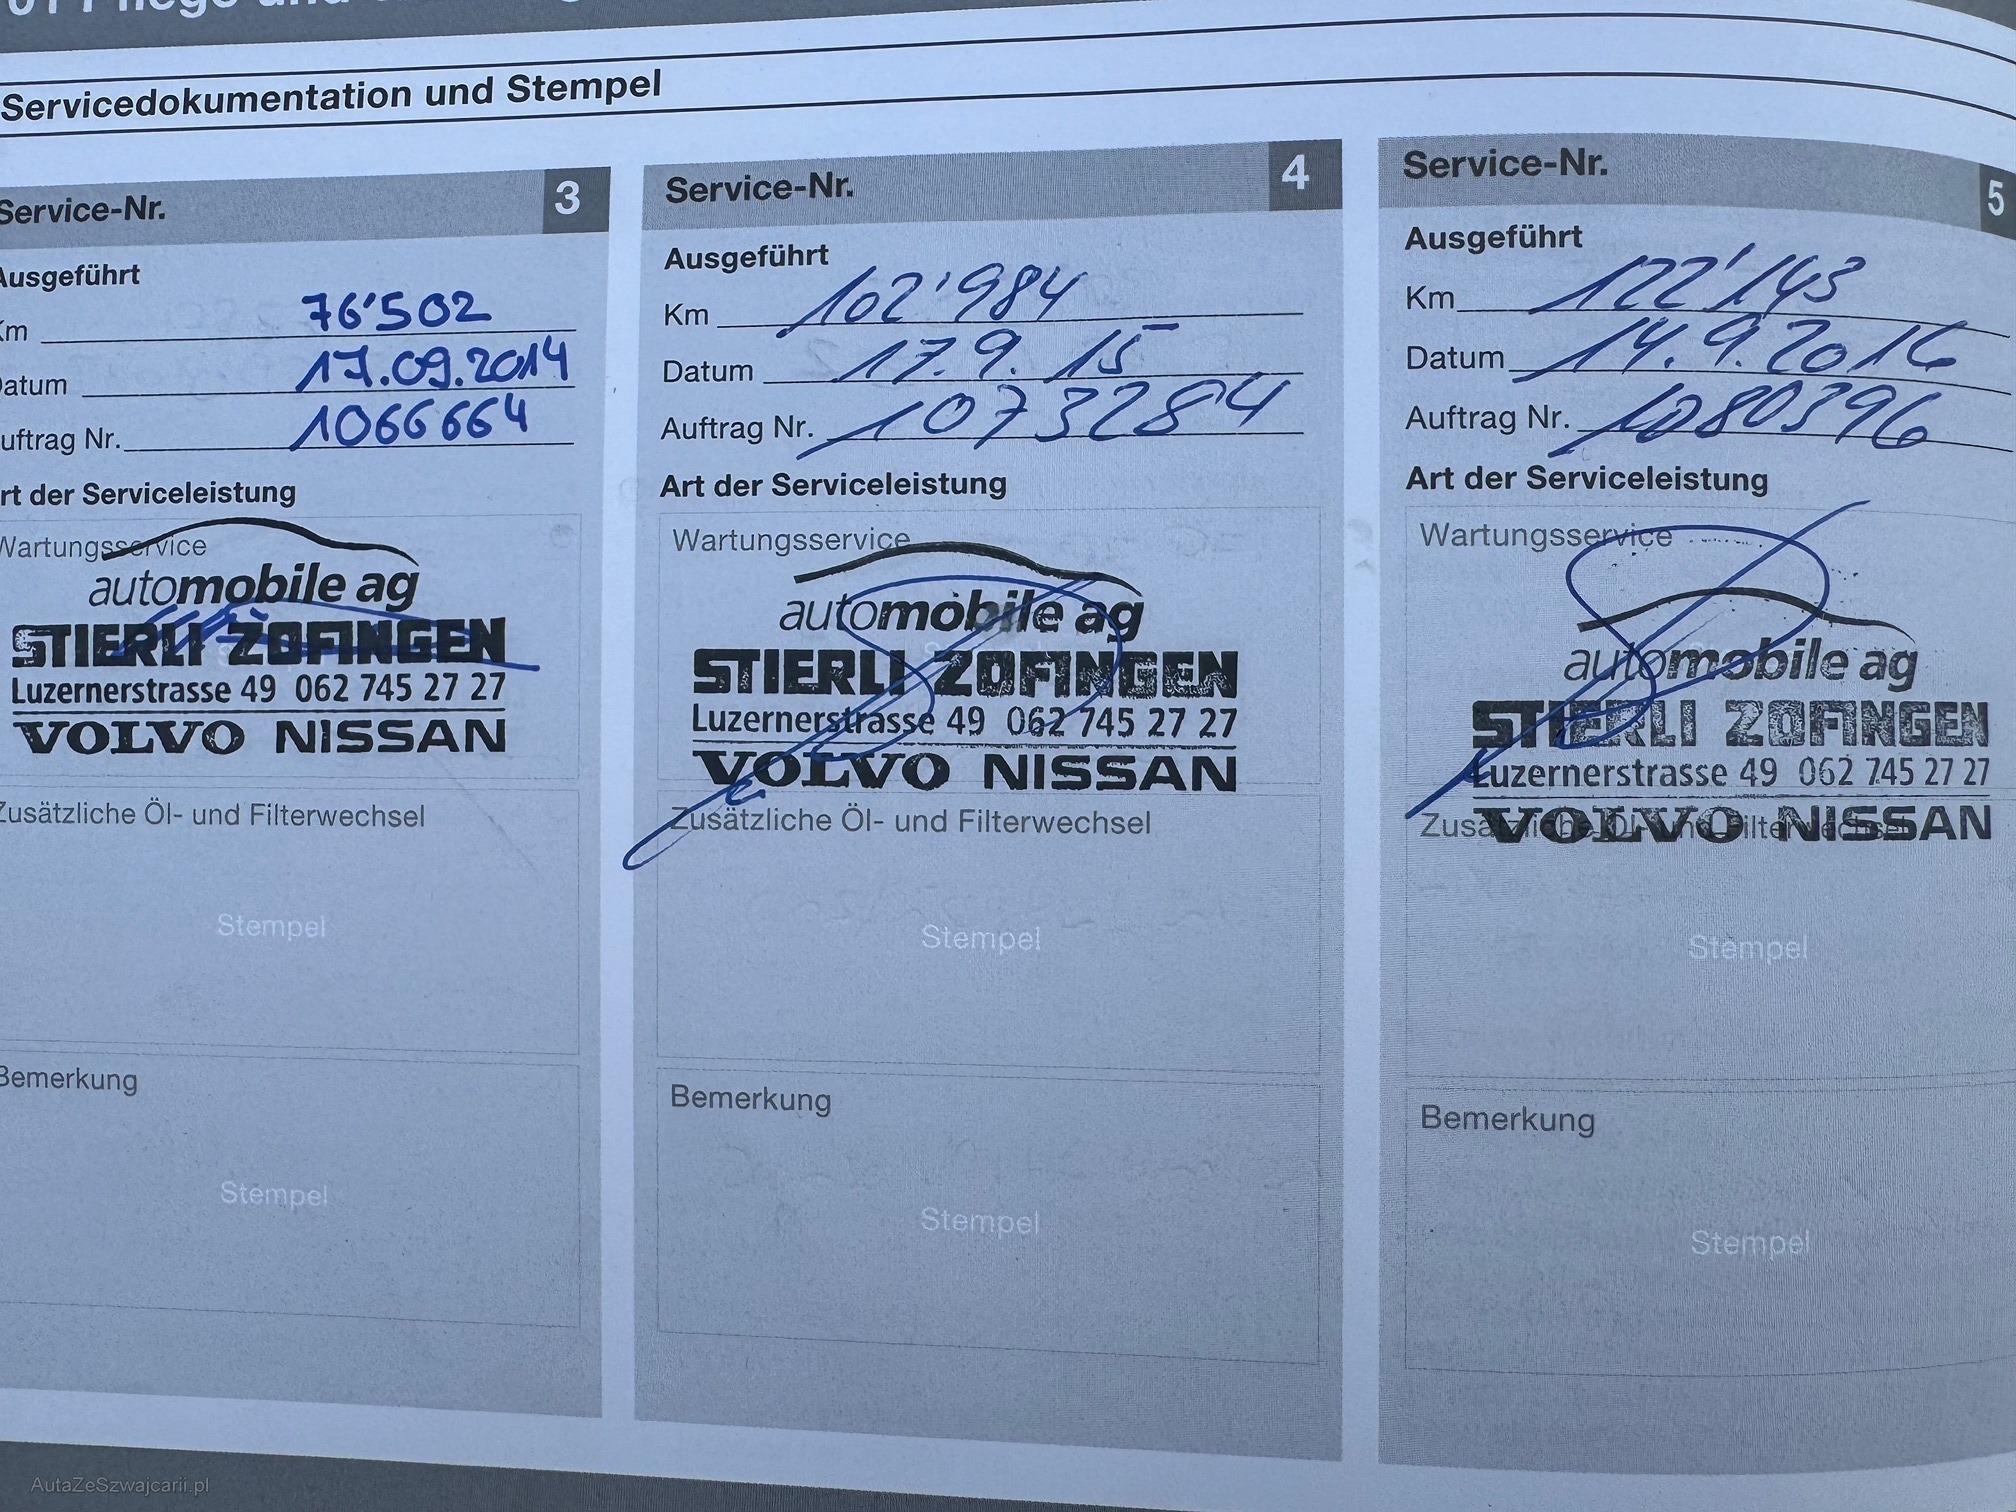 Servicedokumentation und Stempel
Service-Nr. 3
Ausgeführt
Km 76'502
Datum 17.09.2014
Auftrag Nr. 1066664
Art der Serviceleistung
Wartungsservice
automobile ag
STIERLI ZOFINGEN
Luzernerstrasse 49 062 745 27 27
VOLVO NISSAN
Zusätzliche Öl- und Filterwechsel
Stempel
Bemerkung
Stempel
Service-Nr. 4
Ausgeführt
Km 102'984
Datum 17.9.15
Auftrag Nr. 1073284
Art der Serviceleistung
Wartungsservice
automobile ag
STIERLI ZOFINGEN
Luzernerstrasse 49 062 745 27 27
VOLVO NISSAN
Zusätzliche Öl- und Filterwechsel
Stempel
Bemerkung
Stempel
Service-Nr. 5
Ausgeführt
Km 122'143
Datum 14.9.2016
Auftrag Nr. 1080396
Art der Serviceleistung
Wartungsservice
automobile ag
STIERLI ZOFINGEN
Luzernerstrasse 49 062 745 27 27
VOLVO NISSAN
Zusätzliche Öl- und Filterwechsel
Stempel
Bemerkung
Stempel
AutaZeSzwajcarii.pl